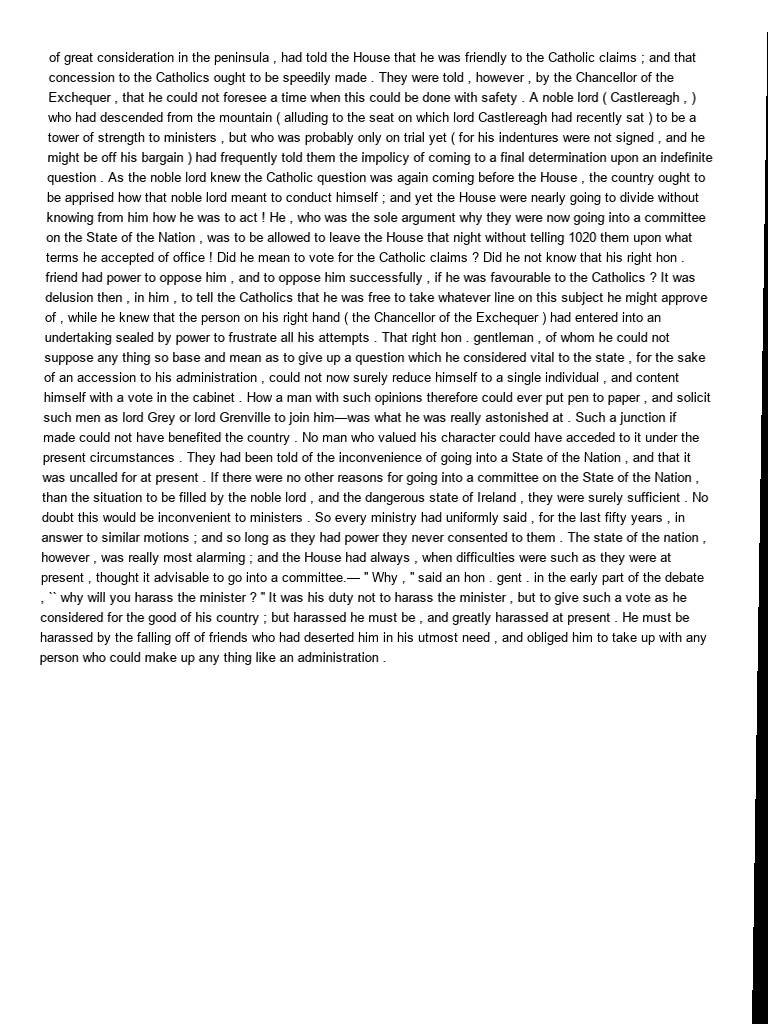 of great consideration in the peninsula , had told the House that he was friendly to the Catholic claims ; and that
concession to the Catholics ought to be speedily made . They were told , however , by the Chancellor of the
Exchequer , that he could not foresee a time when this could be done with safety . A noble lord ( Castlereagh , )
who had descended from the mountain ( alluding to the seat on which lord Castlereagh had recently sat ) to be a
tower of strength to ministers , but who was probably only on trial yet ( for his indentures were not signed , and he
might be off his bargain ) had frequently told them the impolicy of coming to a final determination upon an indefinite
question . As the noble lord knew the Catholic question was again coming before the House , the country ought to
be apprised how that noble lord meant to conduct himself ; and yet the House were nearly going to divide without
knowing from him how he was to act ! He , who was the sole argument why they were now going into a committee
on the State of the Nation , was to be allowed to leave the House that night without telling 1020 them upon what
terms he accepted of office ! Did he mean to vote for the Catholic claims ? Did he not know that his right hon .
friend had power to oppose him , and to oppose him successfully , if he was favourable to the Catholics ? It was
delusion then , in him , to tell the Catholics that he was free to take whatever line on this subject he might approve
of , while he knew that the person on his right hand ( the Chancellor of the Exchequer ) had entered into an
undertaking sealed by power to frustrate all his attempts . That right hon . gentleman , of whom he could not
suppose any thing so base and mean as to give up a question which he considered vital to the state , for the sake
of an accession to his administration , could not now surely reduce himself to a single individual , and content
himself with a vote in the cabinet . How a man with such opinions therefore could ever put pen to paper , and solicit
such men as lord Grey or lord Grenville to join him—was what he was really astonished at . Such a junction if
made could not have benefited the country . No man who valued his character could have acceded to it under the
present circumstances . They had been told of the inconvenience of going into a State of the Nation , and that it
was uncalled for at present . If there were no other reasons for going into a committee on the State of the Nation ,
than the situation to be filled by the noble lord , and the dangerous state of Ireland , they were surely sufficient . No
doubt this would be inconvenient to ministers . So every ministry had uniformly said , for the last fifty years , in
answer to similar motions ; and so long as they had power they never consented to them . The state of the nation ,
however , was really most alarming ; and the House had always , when difficulties were such as they were at
present , thought it advisable to go into a committee.— " Why , " said an hon . gent . in the early part of the debate
, `` why will you harass the minister ? " It was his duty not to harass the minister , but to give such a vote as he
considered for the good of his country ; but harassed he must be , and greatly harassed at present . He must be
harassed by the falling off of friends who had deserted him in his utmost need , and obliged him to take up with any
person who could make up any thing like an administration .